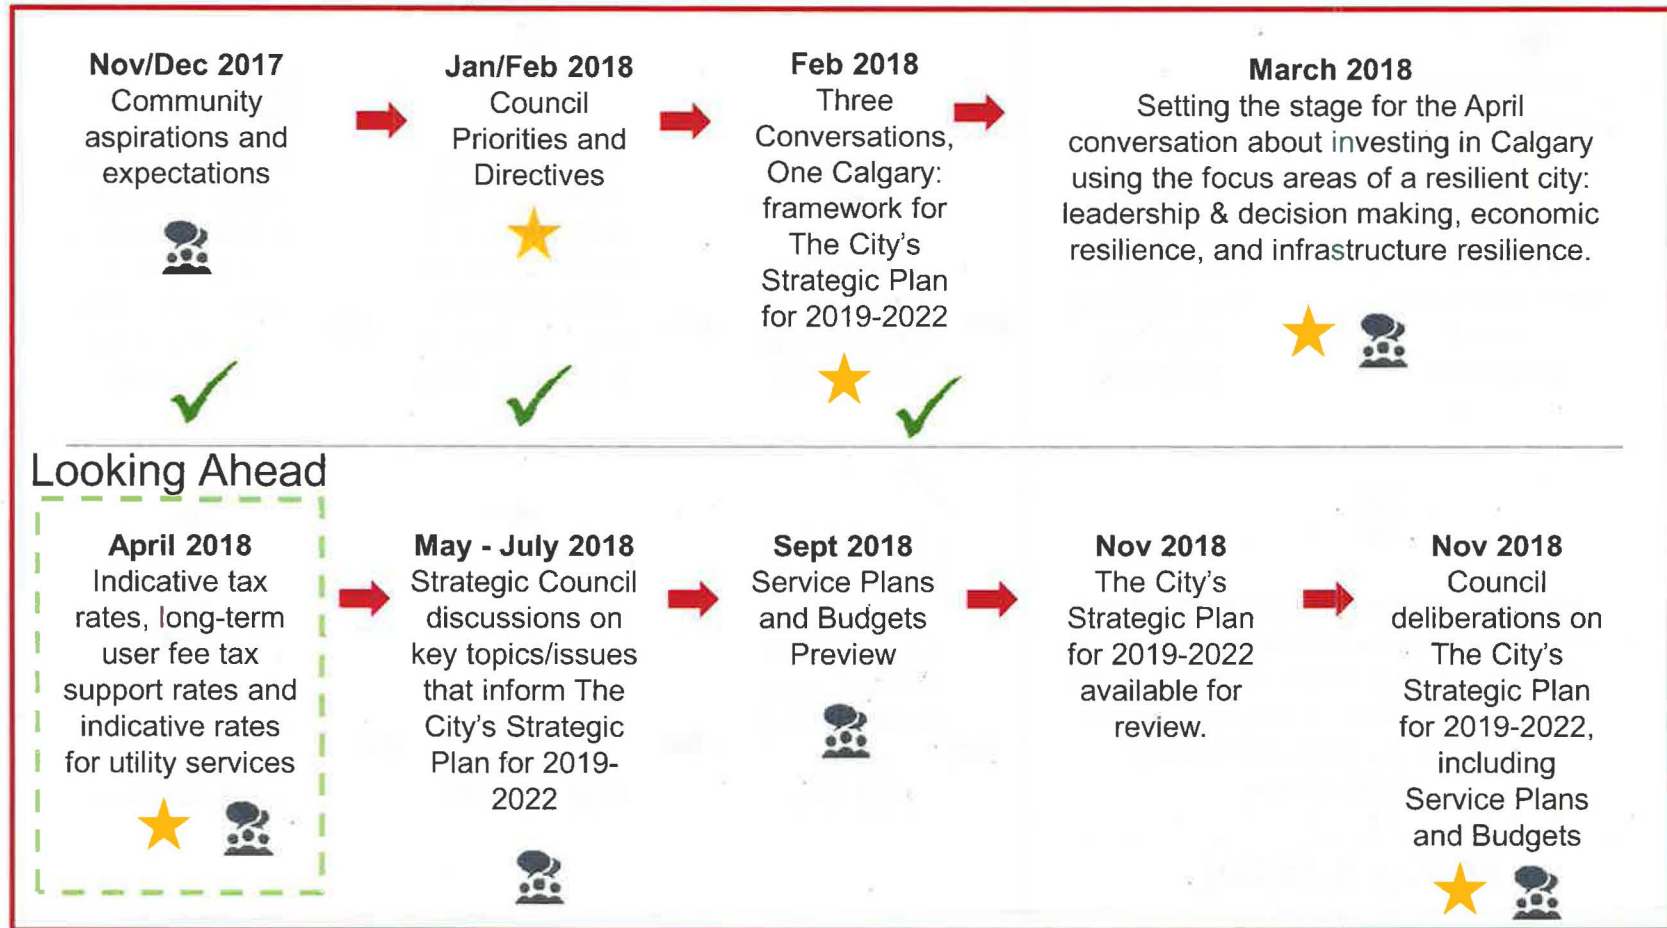 Nov/Dec 2017
Community
aspirations and
expectations
Jan/Feb 2018
Council
Priorities and
Directives
Feb 2018
Three
Conversations,
One Calgary:
framework for
The City's
Strategic Plan
for 2019-2022
March 2018
Setting the stage for the April
conversation about investing in Calgary
using the focus areas of a resilient city:
leadership & decision making, economic
resilience, and infrastructure resilience.
Looking Ahead
April 2018
Indicative tax
rates, long-term
user fee tax
support rates and
indicative rates
for utility services
May - July 2018
Strategic Council
discussions on
key topics/issues
that inform The
City's Strategic
Plan for 2019-
2022
Sept 2018
Service Plans
and Budgets
Preview
Nov 2018
The City's
Strategic Plan
for 2019-2022
available for
review.
Nov 2018
Council
deliberations on
The City's
Strategic Plan
for 2019-2022,
including
Service Plans
and Budgets